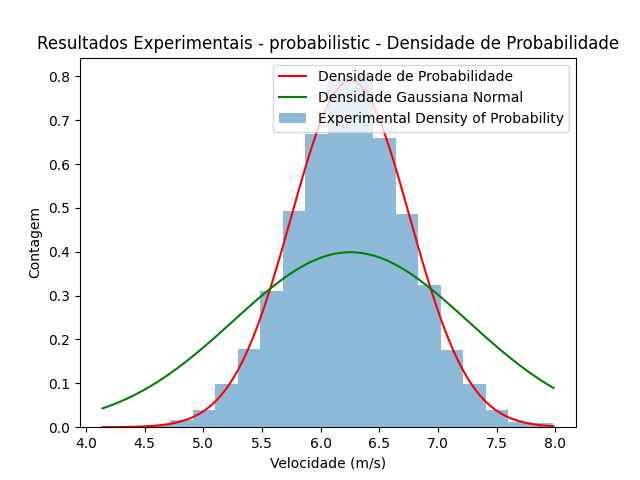 Resultados Experimentais - probabilistic - Densidade de Probabilidade
Densidade de Probabilidade
Densidade Gaussiana Normal
Experimental Density of Probability
Contagem
0.8
0.7
0.6
0.5
0.4
0.3
0.2
0.1
0.0
4.0 4.5 5.0 5.5 6.0 6.5 7.0 7.5 8.0
Velocidade (m/s)